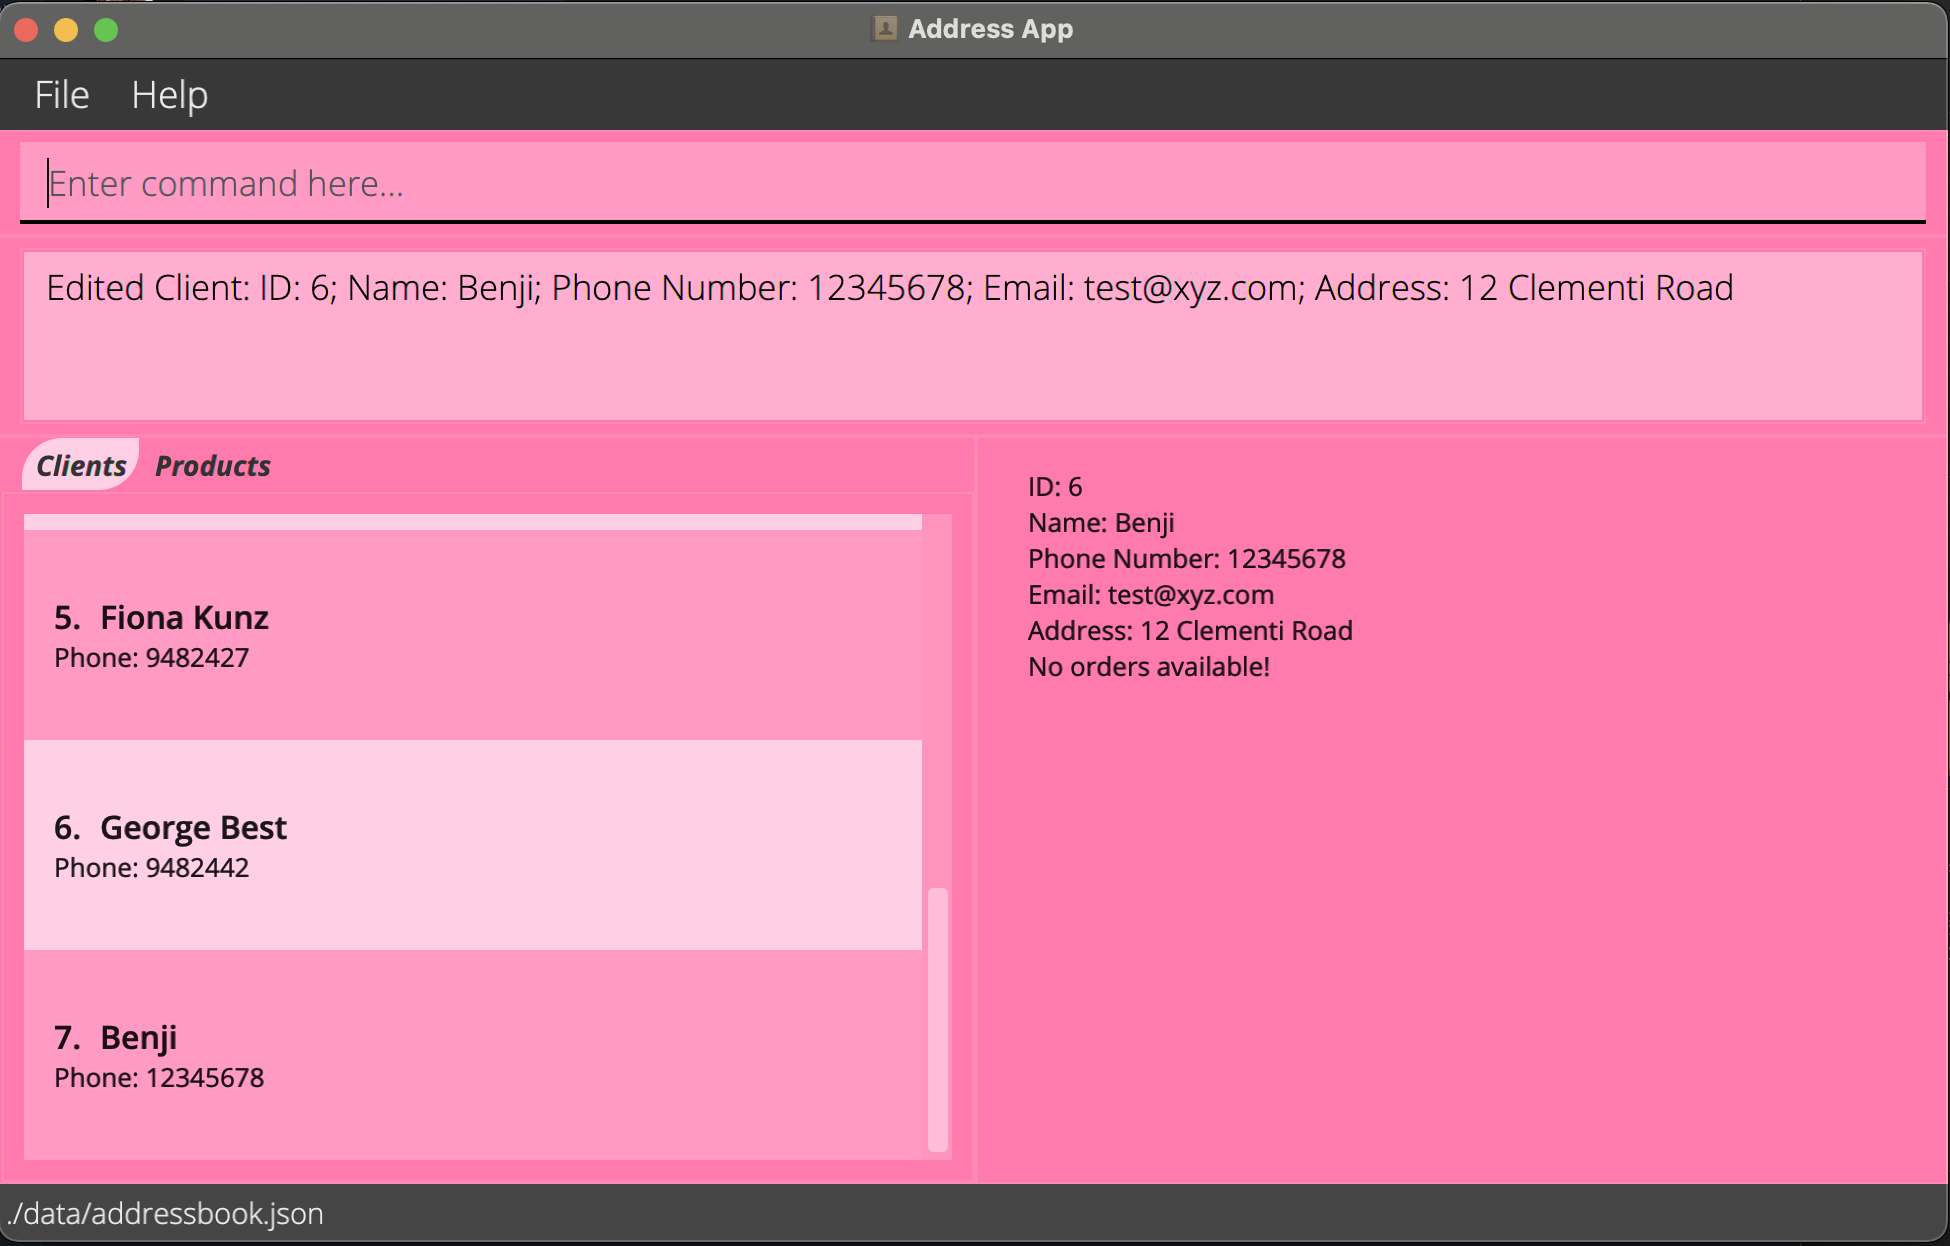 Address App
File Help
Enter command here...
Edited Client: ID: 6; Name: Benji; Phone Number: 12345678; Email: test@xyz.com; Address: 12 Clementi Road
Clients Products
5. Fiona Kunz
Phone: 9482427
6. George Best
Phone: 9482442
7. Benji
Phone: 12345678
ID: 6
Name: Benji
Phone Number: 12345678
Email: test@xyz.com
Address: 12 Clementi Road
No orders available!
./data/addressbook.json